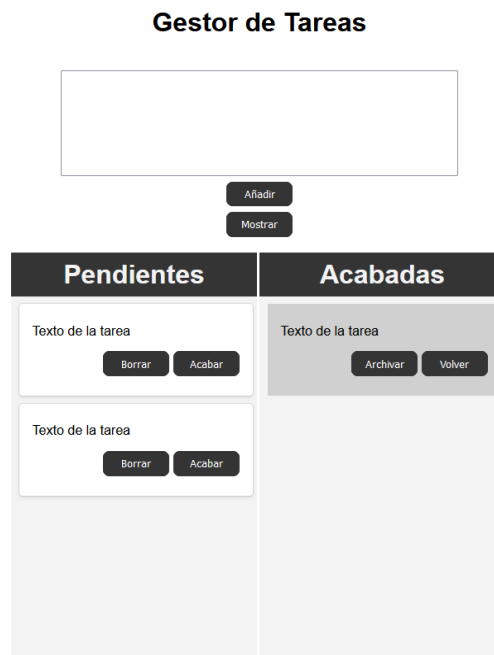 Gestor de Tareas
Añadir
Mostrar
Pendientes
Texto de la tarea
Borrar Acabar
Texto de la tarea
Borrar Acabar
Acabadas
Texto de la tarea
Archivar Volver